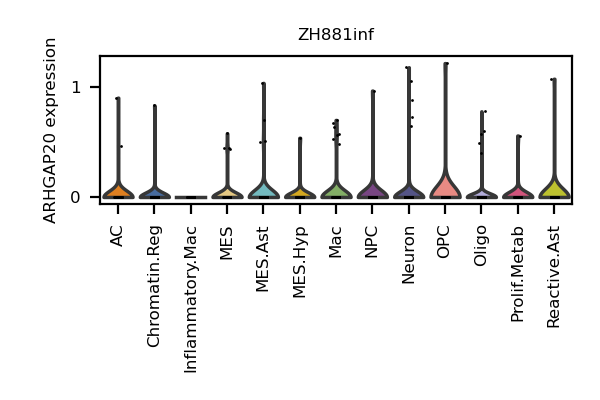 ZH881inf
ARHGAP20 expression
1
0
AC
Chromatin.Reg
Inflammatory.Mac
MES
MES.Ast
MES.Hyp
Mac
NPC
Neuron
OPC
Oligo
Prolif.Metab
Reactive.Ast